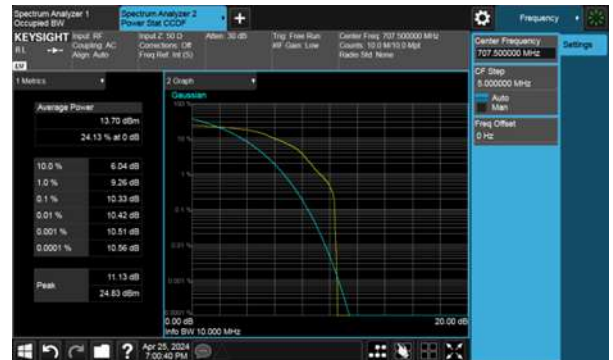 Spectrum Analyzer 1
Occupied BW
Spectrum Analyzer 2
Power Stat CCDF
Frequency
KEYSIGHT
RL
Input: RF
Coupling: AC
Align: Auto
Input Z: 50 Ω
Corrections: Off
Freq Ref: Int (S)
Atten: 30 dB
Trig: Free Run
#IF Gain: Low
Center Freq: 707.500000 MHz
Counts: 10.0 M/10.0 Mpt
Radio Std: None
Center Frequency
707.500000 MHz
Settings
CF Step
5.000000 MHz
Auto
Man
Freq Offset
0 Hz
1 Metrics
2 Graph
Average Power
13.70 dBm
24.13 % at 0 dB
10.0 % 6.04 dB
1.0 % 9.26 dB
0.1 % 10.33 dB
0.01 % 10.42 dB
0.001 % 10.51 dB
0.0001 % 10.56 dB
Peak
11.13 dB
24.83 dBm
Gaussian
100 %
10 %
1 %
0.1 %
0.01 %
0.001 %
0.0001 %
0.00 dB
20.00 dB
Info BW 10.000 MHz
Apr 25, 2024
7:00:40 PM